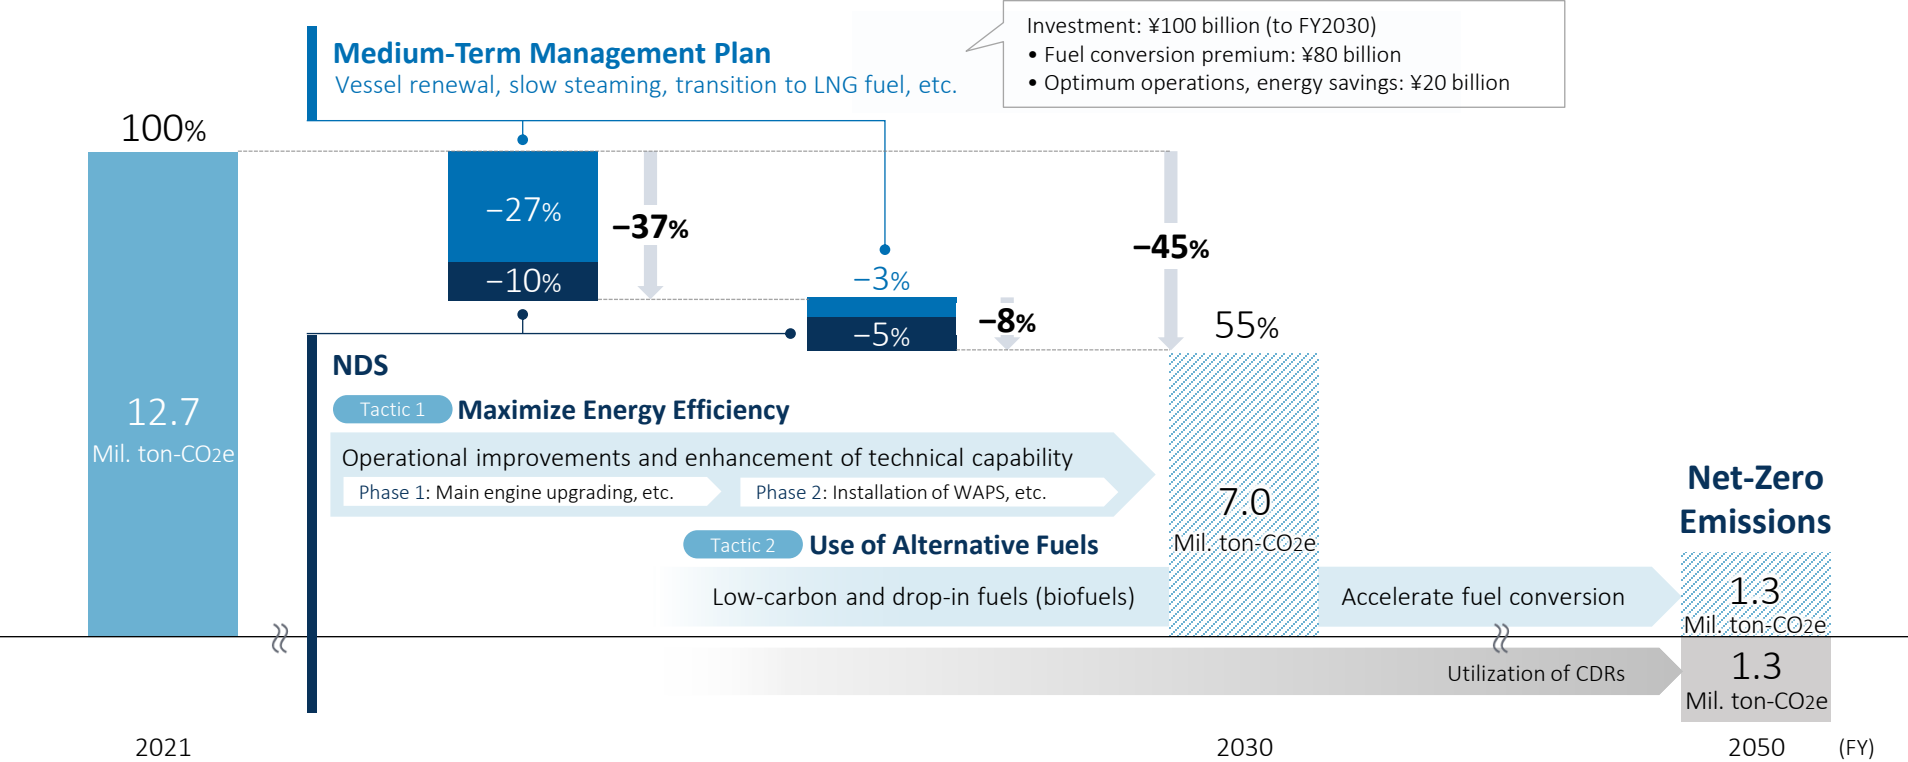 Investment: ¥100 billion (to FY2030)
• Fuel conversion premium: ¥80 billion
• Optimum operations, energy savings: ¥20 billion
Medium-Term Management Plan
Vessel renewal, slow steaming, transition to LNG fuel, etc.
100%
12.7
Mil. ton-CO2e
−27%
−10%
−37%
−3%
−5%
−8%
−45%
55%
NDS
Tactic 1 Maximize Energy Efficiency
Operational improvements and enhancement of technical capability
Phase 1: Main engine upgrading, etc.
Phase 2: Installation of WAPS, etc.
7.0
Mil. ton-CO2e
Tactic 2 Use of Alternative Fuels
Low-carbon and drop-in fuels (biofuels)
Accelerate fuel conversion
Net-Zero
Emissions
1.3
Mil. ton-CO2e
Utilization of CDRs
1.3
Mil. ton-CO2e
2021
2030
2050
(FY)